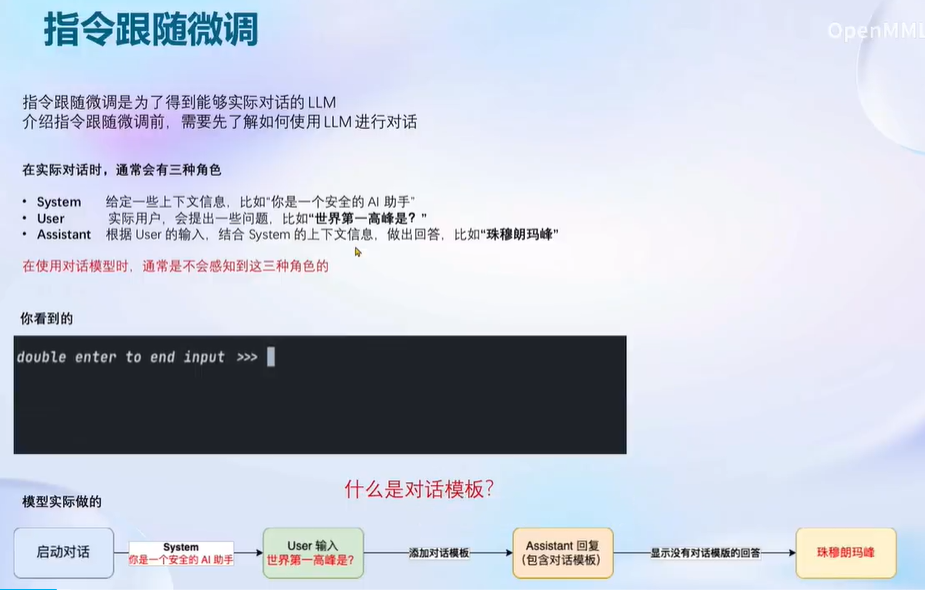 指令跟随微调
OpenMML
指令跟随微调是为了得到能够实际对话的 LLM
介绍指令跟随微调前，需要先了解如何使用 LLM 进行对话
在实际对话时，通常会有三种角色
• System 给定一些上下文信息，比如“你是一个安全的 AI 助手”
• User 实际用户，会提出一些问题，比如“世界第一高峰是？”
• Assistant 根据 User 的输入，结合 System 的上下文信息，做出回答，比如“珠穆朗玛峰”
在使用对话模型时，通常是不会感知到这三种角色的
你看到的
double enter to end input >>>
什么是对话模板？
模型实际做的
启动对话
System
你是一个安全的 AI 助手
User 输入
世界第一高峰是？
添加对话模板
Assistant 回复
(包含对话模板)
显示没有对话模版的回答
珠穆朗玛峰